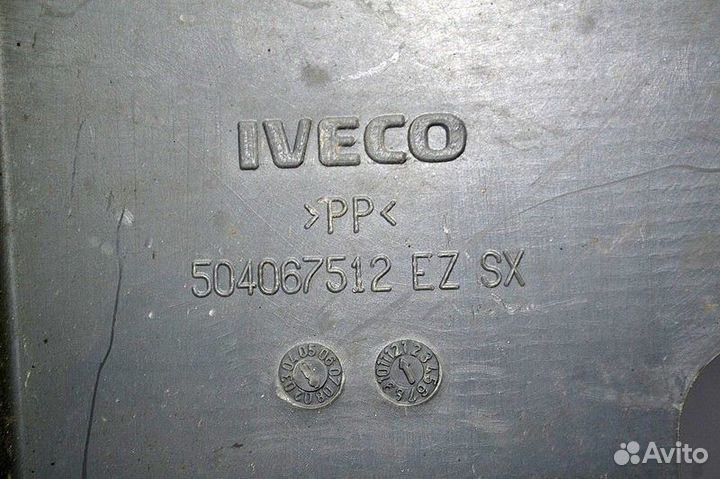 IVECO
>PP<
504067512 EZ SX
Avito